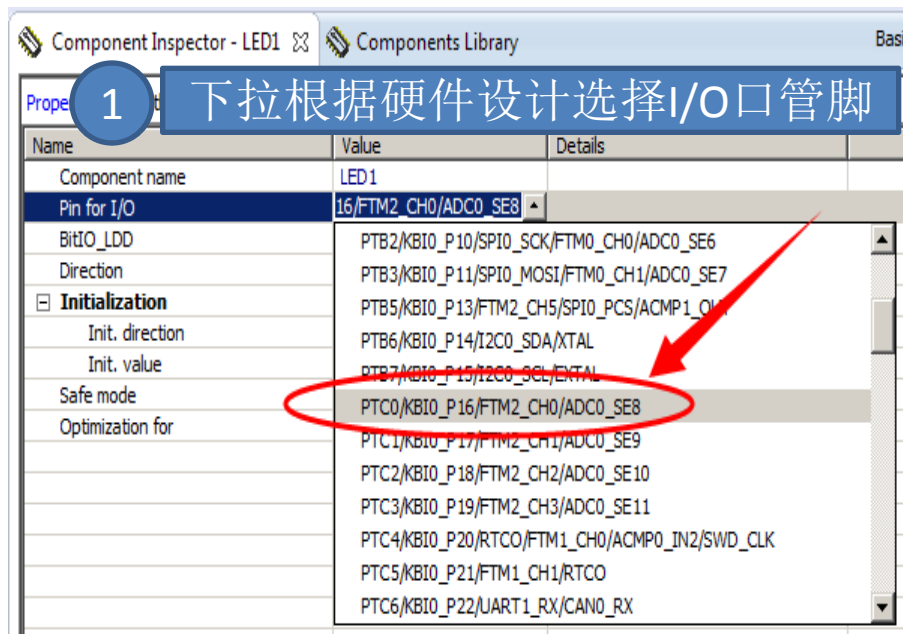 Component Inspector - LED1
Components Library
Basi
Prope
1
下拉根据硬件设计选择I/O口管脚
Name Value Details
Component name LED1
Pin for I/O 16/FTM2_CH0/ADC0_SE8
BitIO_LDD
Direction
Initialization
Init. direction
Init. value
Safe mode
Optimization for
PTB2/KBI0_P10/SPI0_SCK/FTM0_CH0/ADC0_SE6
PTB3/KBI0_P11/SPI0_MOSI/FTM0_CH1/ADC0_SE7
PTB5/KBI0_P13/FTM2_CH5/SPI0_PCS/ACMP1_OUT
PTB6/KBI0_P14/I2C0_SDA/XTAL
PTB7/KBI0_P15/I2C0_SCL/EXTAL
PTC0/KBI0_P16/FTM2_CH0/ADC0_SE8
PTC1/KBI0_P17/FTM2_CH1/ADC0_SE9
PTC2/KBI0_P18/FTM2_CH2/ADC0_SE10
PTC3/KBI0_P19/FTM2_CH3/ADC0_SE11
PTC4/KBI0_P20/RTCO/FTM1_CH0/ACMP0_IN2/SWD_CLK
PTC5/KBI0_P21/FTM1_CH1/RTCO
PTC6/KBI0_P22/UART1_RX/CAN0_RX